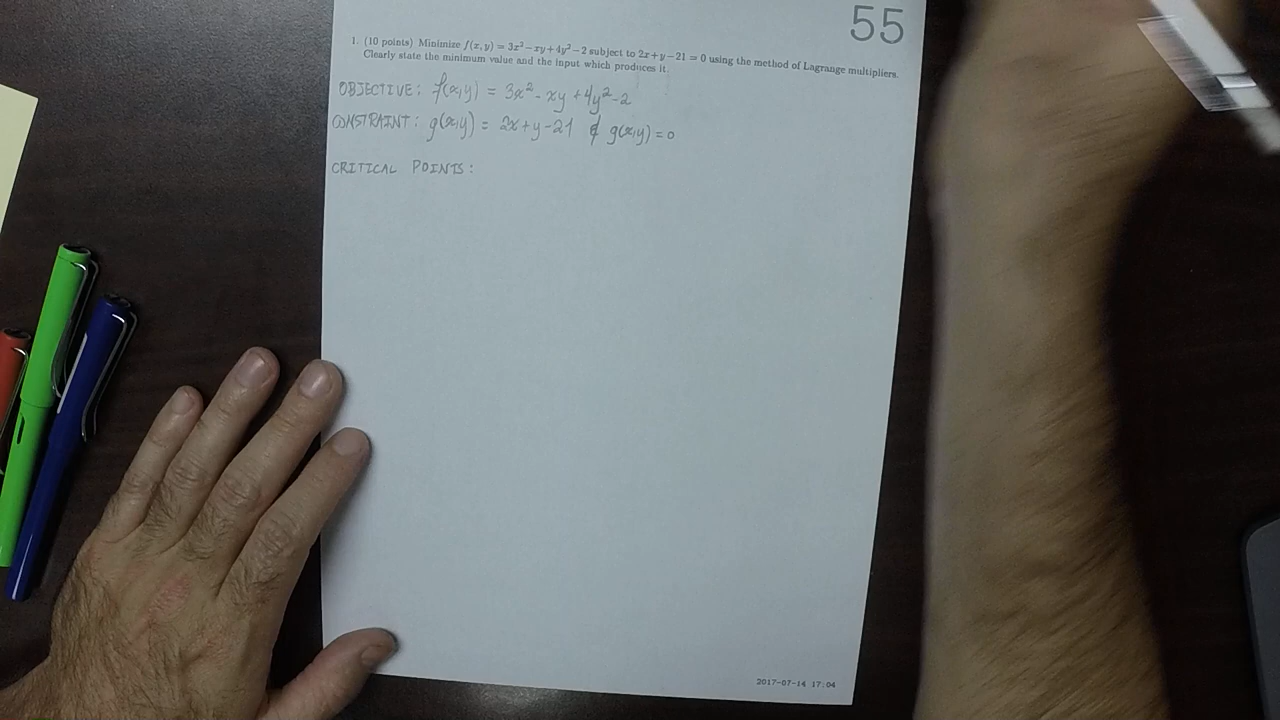 55
1. (10 points) Minimize f(x, y) = 3x² − xy + 4y² − 2 subject to 2x + y − 21 = 0 using the method of Lagrange multipliers.
Clearly state the minimum value and the input which produces it.
OBJECTIVE: f(x,y) = 3x² - xy + 4y² - 2
CONSTRAINT: g(x,y) = 2x + y - 21 & g(x,y) = 0
CRITICAL POINTS:
2017-07-14 17:04